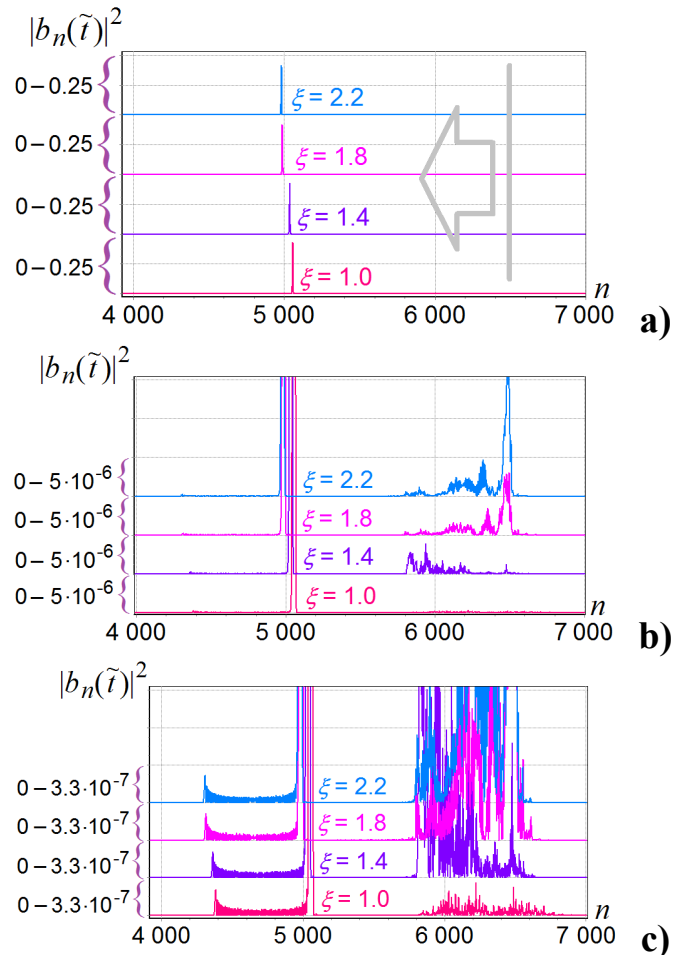 |b_n(t̃)|²
0 – 0.25 ξ = 2.2
0 – 0.25 ξ = 1.8
0 – 0.25 ξ = 1.4
0 – 0.25 ξ = 1.0
4 000 5 000 6 000 7 000 n
a)
|b_n(t̃)|²
0 – 5·10⁻⁶ ξ = 2.2
0 – 5·10⁻⁶ ξ = 1.8
0 – 5·10⁻⁶ ξ = 1.4
0 – 5·10⁻⁶ ξ = 1.0
4 000 5 000 6 000 7 000 n
b)
|b_n(t̃)|²
0 – 3.3·10⁻⁷ ξ = 2.2
0 – 3.3·10⁻⁷ ξ = 1.8
0 – 3.3·10⁻⁷ ξ = 1.4
0 – 3.3·10⁻⁷ ξ = 1.0
4 000 5 000 6 000 7 000 n
c)